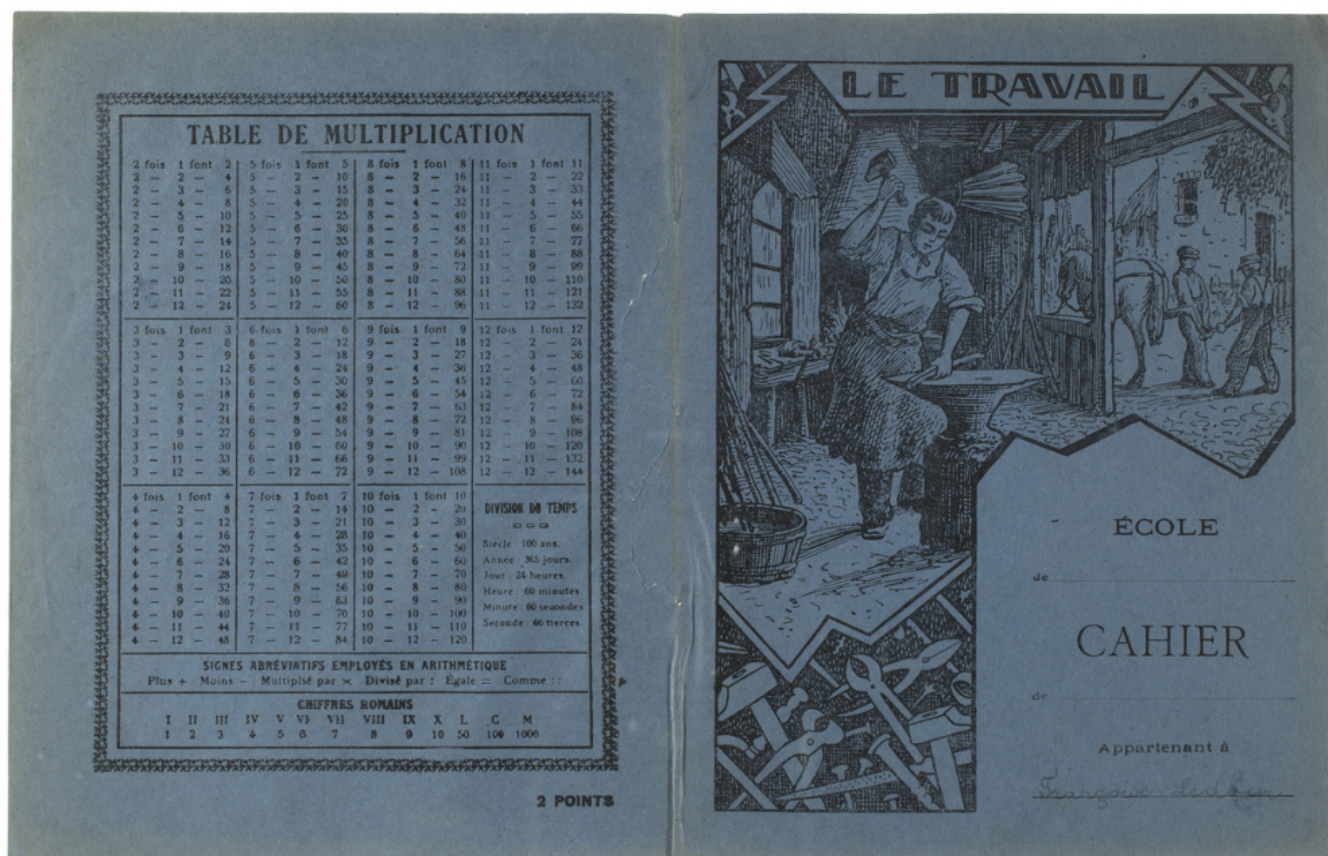 TABLE DE MULTIPLICATION
2 fois 1 font 2 5 fois 1 font 5 8 fois 1 font 8 11 fois 1 font 11
2 – 2 – 4 5 – 2 – 10 8 – 2 – 16 11 – 2 – 22
2 – 3 – 6 5 – 3 – 15 8 – 3 – 24 11 – 3 – 33
2 – 4 – 8 5 – 4 – 20 8 – 4 – 32 11 – 4 – 44
2 – 5 – 10 5 – 5 – 25 8 – 5 – 40 11 – 5 – 55
2 – 6 – 12 5 – 6 – 30 8 – 6 – 48 11 – 6 – 66
2 – 7 – 14 5 – 7 – 35 8 – 7 – 56 11 – 7 – 77
2 – 8 – 16 5 – 8 – 40 8 – 8 – 64 11 – 8 – 88
2 – 9 – 18 5 – 9 – 45 8 – 9 – 72 11 – 9 – 99
2 – 10 – 20 5 – 10 – 50 8 – 10 – 80 11 – 10 – 110
2 – 11 – 22 5 – 11 – 55 8 – 11 – 88 11 – 11 – 121
2 – 12 – 24 5 – 12 – 60 8 – 12 – 96 11 – 12 – 132
3 fois 1 font 3 6 fois 1 font 6 9 fois 1 font 9 12 fois 1 font 12
3 – 2 – 6 6 – 2 – 12 9 – 2 – 18 12 – 2 – 24
3 – 3 – 9 6 – 3 – 18 9 – 3 – 27 12 – 3 – 36
3 – 4 – 12 6 – 4 – 24 9 – 4 – 36 12 – 4 – 48
3 – 5 – 15 6 – 5 – 30 9 – 5 – 45 12 – 5 – 60
3 – 6 – 18 6 – 6 – 36 9 – 6 – 54 12 – 6 – 72
3 – 7 – 21 6 – 7 – 42 9 – 7 – 63 12 – 7 – 84
3 – 8 – 24 6 – 8 – 48 9 – 8 – 72 12 – 8 – 96
3 – 9 – 27 6 – 9 – 54 9 – 9 – 81 12 – 9 – 108
3 – 10 – 30 6 – 10 – 60 9 – 10 – 90 12 – 10 – 120
3 – 11 – 33 6 – 11 – 66 9 – 11 – 99 12 – 11 – 132
3 – 12 – 36 6 – 12 – 72 9 – 12 – 108 12 – 12 – 144
4 fois 1 font 4 7 fois 1 font 7 10 fois 1 font 10
4 – 2 – 8 7 – 2 – 14 10 – 2 – 20
4 – 3 – 12 7 – 3 – 21 10 – 3 – 30
4 – 4 – 16 7 – 4 – 28 10 – 4 – 40
4 – 5 – 20 7 – 5 – 35 10 – 5 – 50
4 – 6 – 24 7 – 6 – 42 10 – 6 – 60
4 – 7 – 28 7 – 7 – 49 10 – 7 – 70
4 – 8 – 32 7 – 8 – 56 10 – 8 – 80
4 – 9 – 36 7 – 9 – 63 10 – 9 – 90
4 – 10 – 40 7 – 10 – 70 10 – 10 – 100
4 – 11 – 44 7 – 11 – 77 10 – 11 – 110
4 – 12 – 48 7 – 12 – 84 10 – 12 – 120
DIVISION DU TEMPS
Siècle : 100 ans.
Année : 365 jours.
Jour : 24 heures.
Heure : 60 minutes.
Minute : 60 secondes
Seconde : 60 tierces
SIGNES ABRÉVIATIFS EMPLOYÉS EN ARITHMÉTIQUE
Plus + Moins – Multiplié par × Divisé par : Égale = Comme ::
CHIFFRES ROMAINS
I II III IV V VI VII VIII IX X L C M
1 2 3 4 5 6 7 8 9 10 50 100 1000
2 POINTS
LE TRAVAIL
ÉCOLE
de
CAHIER
de
Appartenant à
Françoise